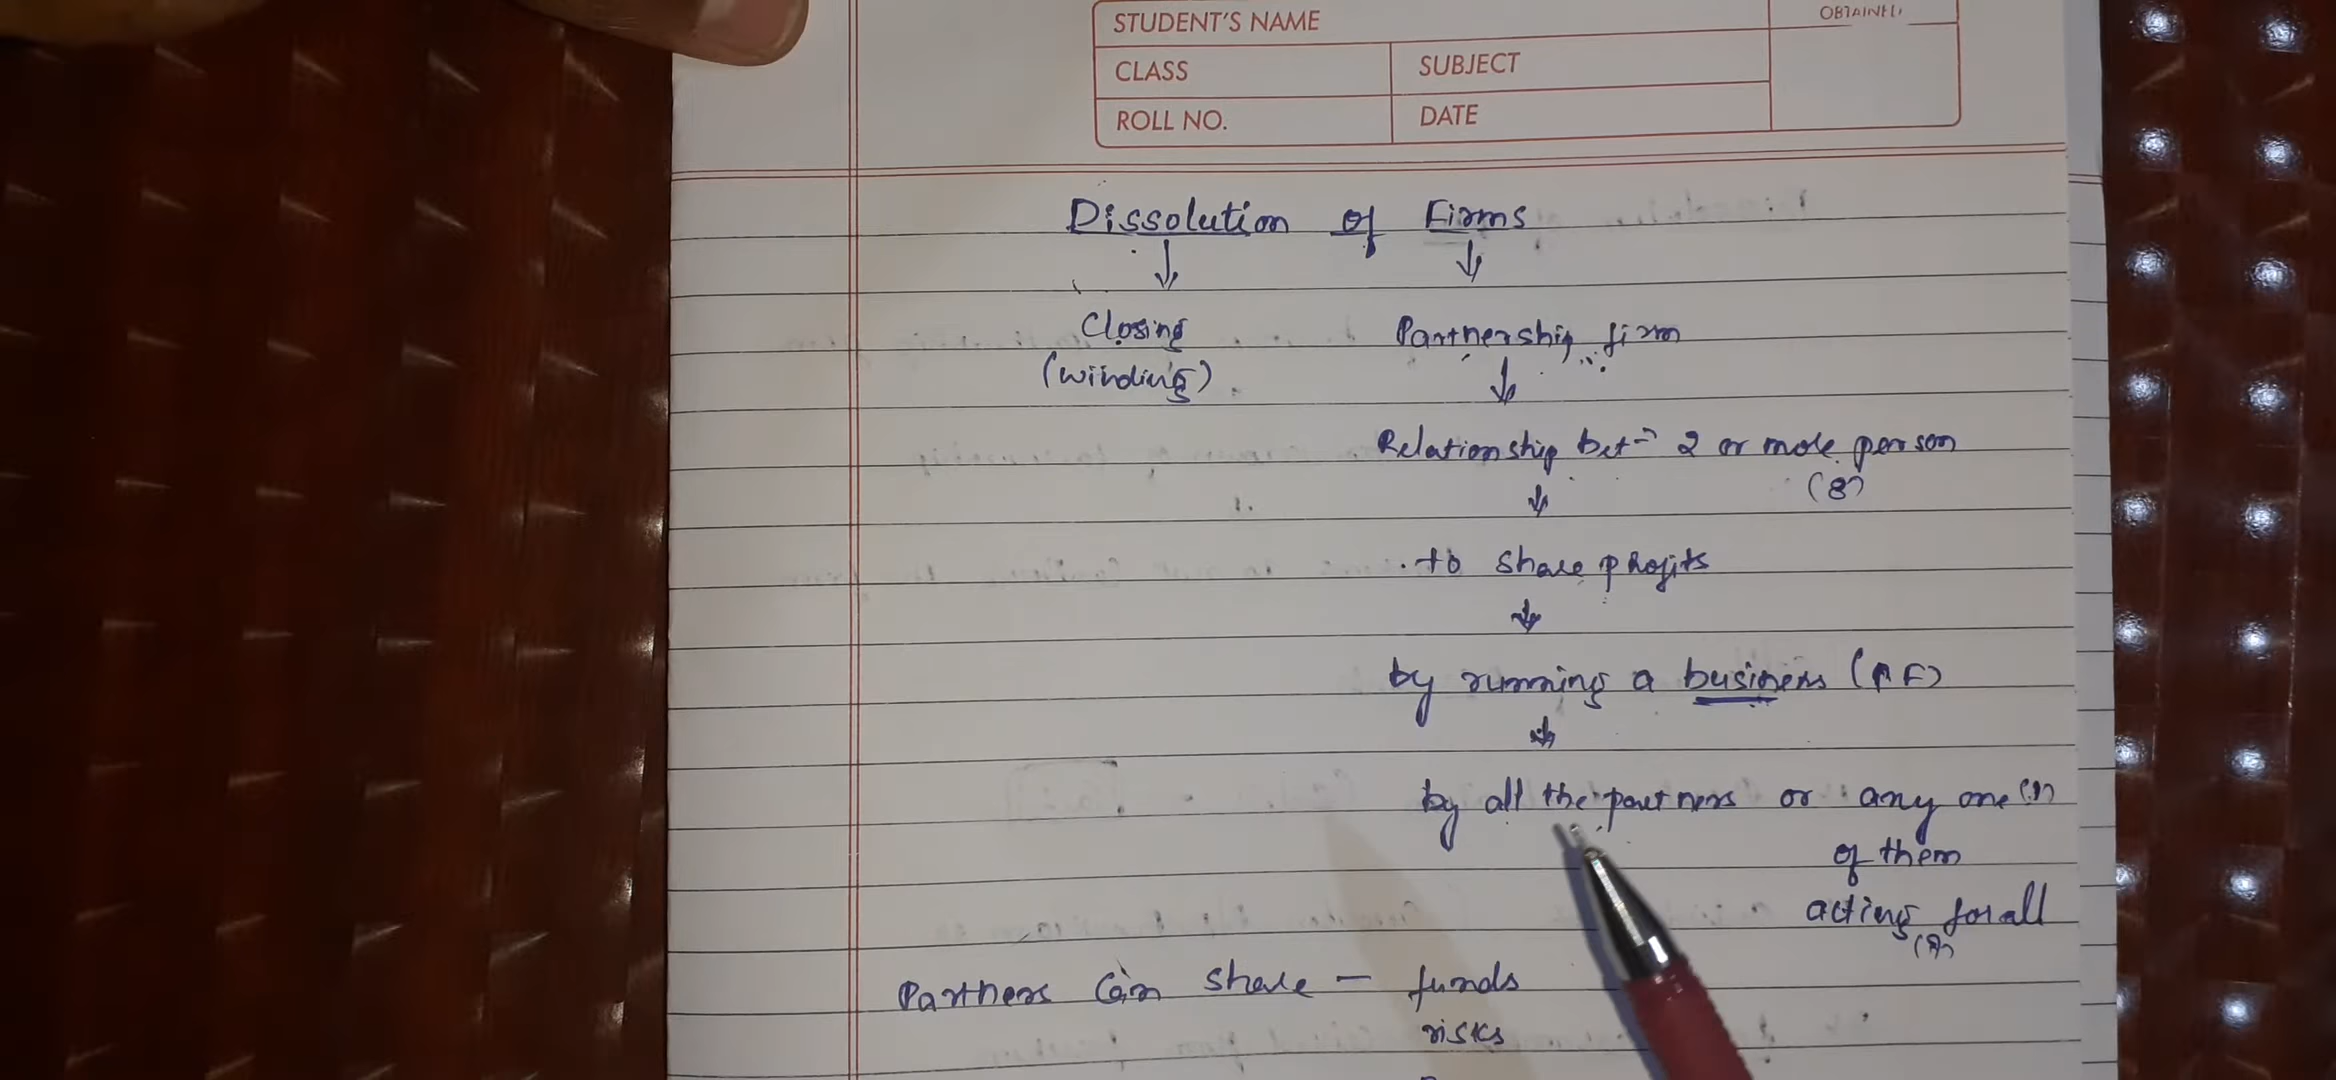 STUDENT'S NAME
OBTAINED
CLASS
SUBJECT
ROLL NO.
DATE
Dissolution of Firms
Closing
(winding)
Partnership firm
Relationship bet- 2 or more person
(8)
to share profits
by running a business (PF)
by all the partners or any one (1)
of them
acting for all
Partners Can share - funds
risks